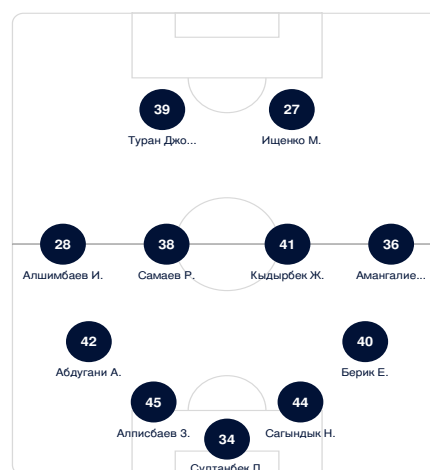 39 27
Туран Джо... Ищенко М.
28 38 41 36
Алшимбаев И. Самаев Р. Кыдырбек Ж. Амангалие...
42 40
Абдугани А. Берик Е.
45 44
Алписбаев З. Сагындык Н.
34
Султанбек